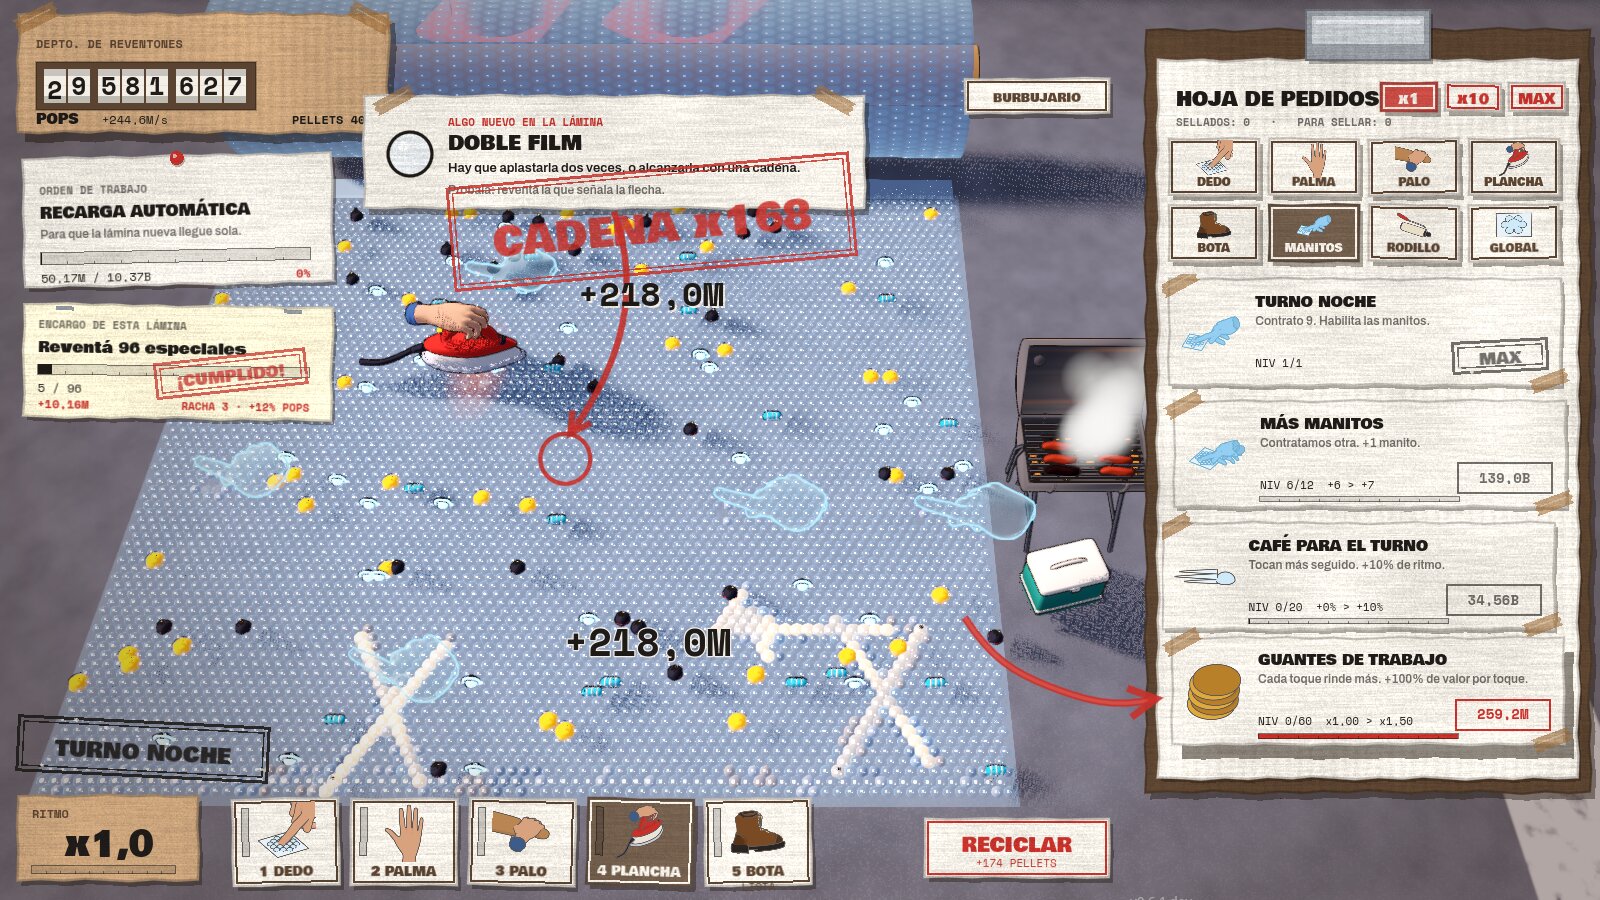 DEPTO. DE REVENTONES
29 581 627
POPS +244,6M/s PELLETS 40
ORDEN DE TRABAJO
RECARGA AUTOMÁTICA
Para que la lámina nueva llegue sola.
50,17M / 10,37B 0%
ENCARGO DE ESTA LÁMINA
Reventá 96 especiales
¡CUMPLIDO!
5 / 96
+10,16M RACHA 3 · +12% POPS
ALGO NUEVO EN LA LÁMINA
DOBLE FILM
Hay que aplastarla dos veces, o alcanzarla con una cadena.
Probala: reventá la que señala la flecha.
CADENA x168
+218,0M
+218,0M
BURBUJARIO
HOJA DE PEDIDOS x1 x10 MAX
SELLADOS: 0 · PARA SELLAR: 0
DEDO PALMA PALO PLANCHA
BOTA MANITOS RODILLO GLOBAL
TURNO NOCHE
Contrato 9. Habilita las manitos.
NIV 1/1 MAX
MÁS MANITOS
Contratamos otra. +1 manito.
NIV 6/12 +6 > +7 139,0B
CAFÉ PARA EL TURNO
Tocan más seguido. +10% de ritmo.
NIV 0/20 +0% > +10% 34,56B
GUANTES DE TRABAJO
Cada toque rinde más. +100% de valor por toque.
NIV 0/60 x1,00 > x1,50 259,2M
TURNO NOCHE
RITMO
x1,0
1 DEDO 2 PALMA 3 PALO 4 PLANCHA 5 BOTA
RECICLAR
+174 PELLETS